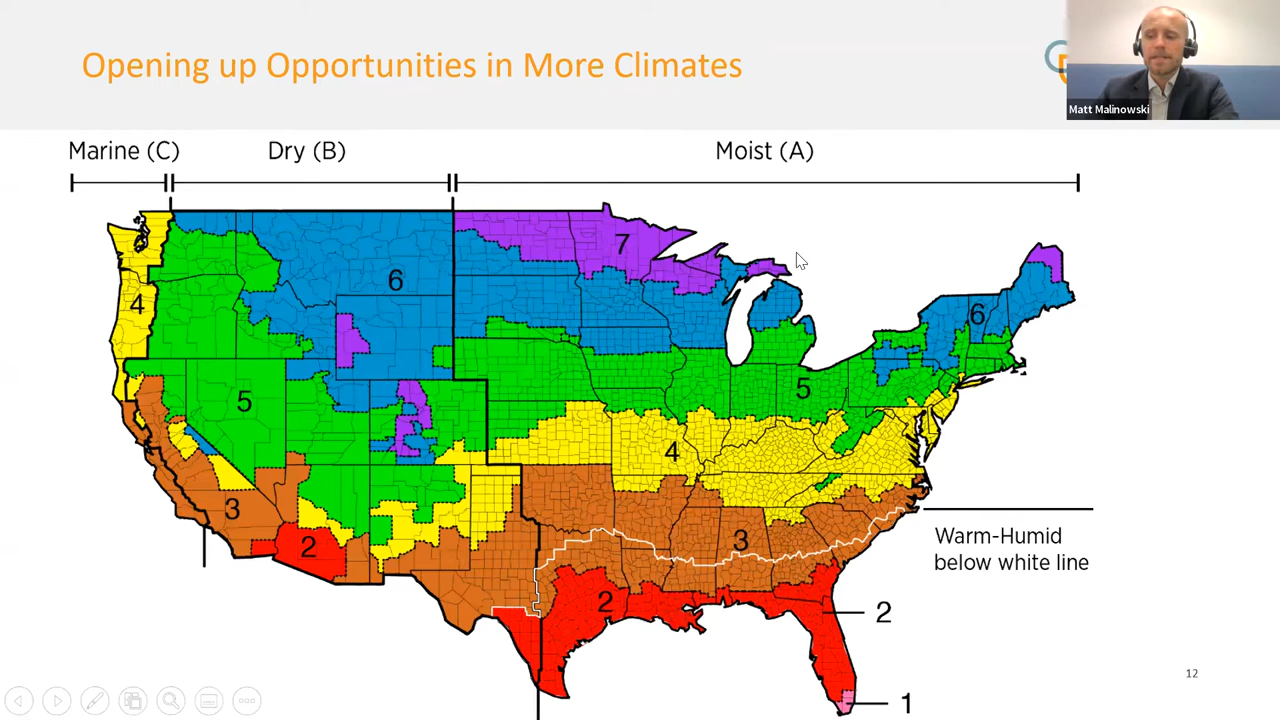 Opening up Opportunities in More Climates
Matt Malinowski
Marine (C)
Dry (B)
Moist (A)
7
6
4
6
5
5
4
3
3
2
2
Warm-Humid
below white line
2
1
12